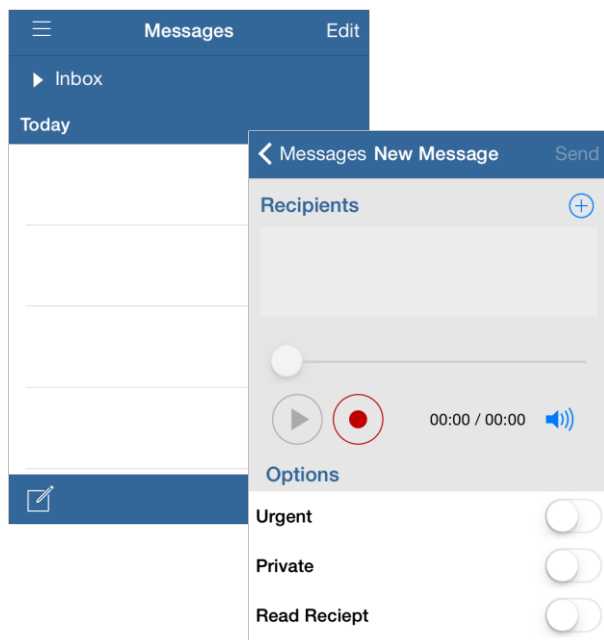 Messages Edit
Inbox
Today
Messages New Message Send
Recipients
00:00 / 00:00
Options
Urgent
Private
Read Reciept